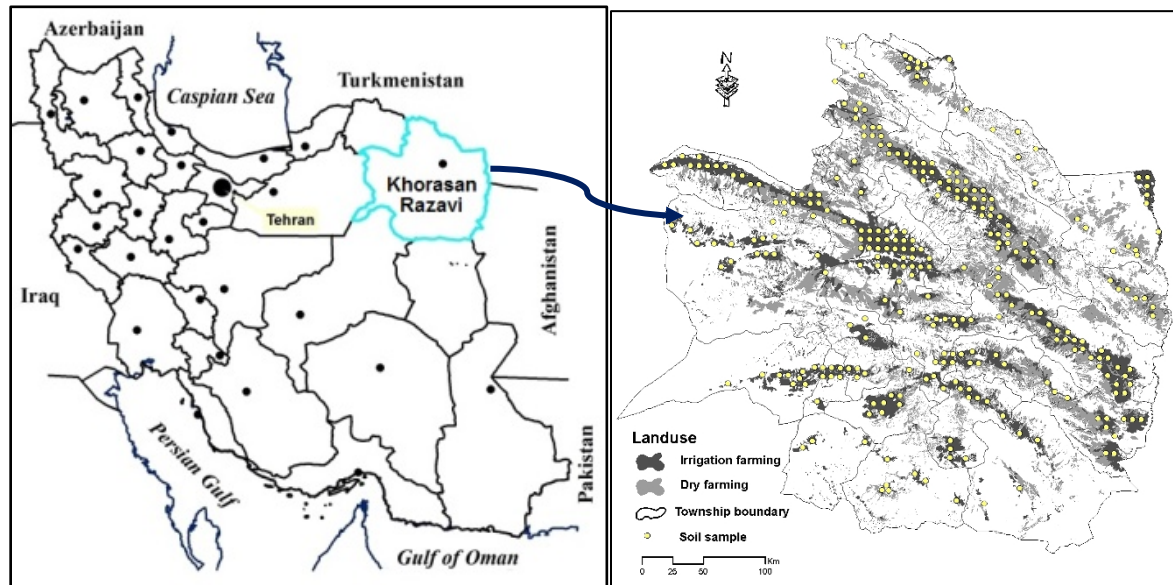 Azerbaijan
Turkmenistan
Caspian Sea
Khorasan
Razavi
Tehran
Afghanistan
Iraq
Persian Gulf
Pakistan
Gulf of Oman
N
Landuse
Irrigation farming
Dry farming
Township boundary
Soil sample
0 25 50 100
Km